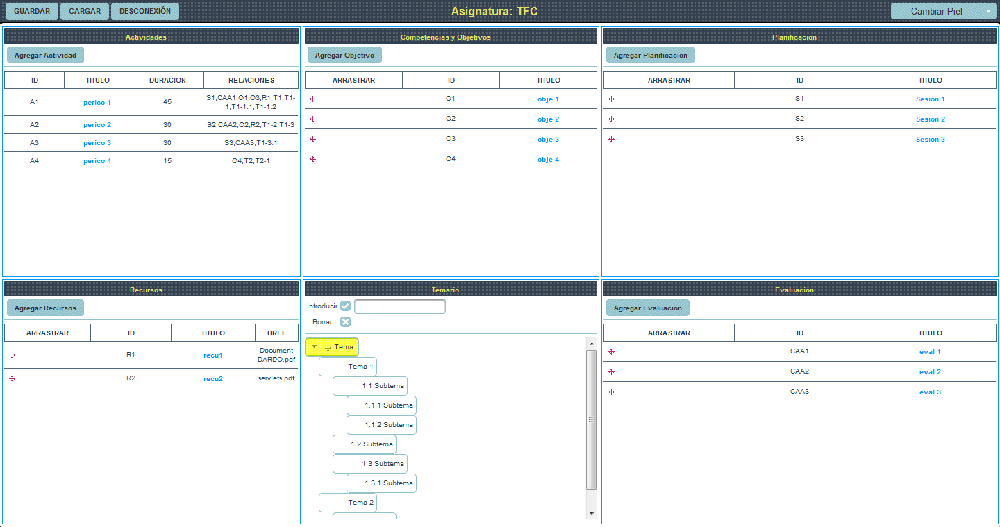 GUARDAR CARGAR DESCONEXIÓN Asignatura: TFC Cambiar Piel
Actividades
Agregar Actividad
ID TITULO DURACION RELACIONES
A1 perico 1 45 S1,CAA1,O1,O3,R1,T1,T1-
1,T1-1.1,T1-1.2
A2 perico 2 30 S2,CAA2,O2,R2,T1-2,T1-3
A3 perico 3 30 S3,CAA3,T1-3.1
A4 perico 4 15 O4,T2,T2-1
Competencias y Objetivos
Agregar Objetivo
ARRASTRAR ID TITULO
O1 obje 1
O2 obje 2
O3 obje 3
O4 obje 4
Planificacion
Agregar Planificacion
ARRASTRAR ID TITULO
S1 Sesión 1
S2 Sesión 2
S3 Sesión 3
Recursos
Agregar Recursos
ARRASTRAR ID TITULO HREF
R1 recu1 Document
DARDO.pdf
R2 recu2 servlets.pdf
Temario
Introducir
Borrar
Tema:
Tema 1
1.1 Subtema
1.1.1 Subtema
1.1.2 Subtema
1.2 Subtema
1.3 Subtema
1.3.1 Subtema
Tema 2
Evaluacion
Agregar Evaluacion
ARRASTRAR ID TITULO
CAA1 eval 1
CAA2 eval 2
CAA3 eval 3